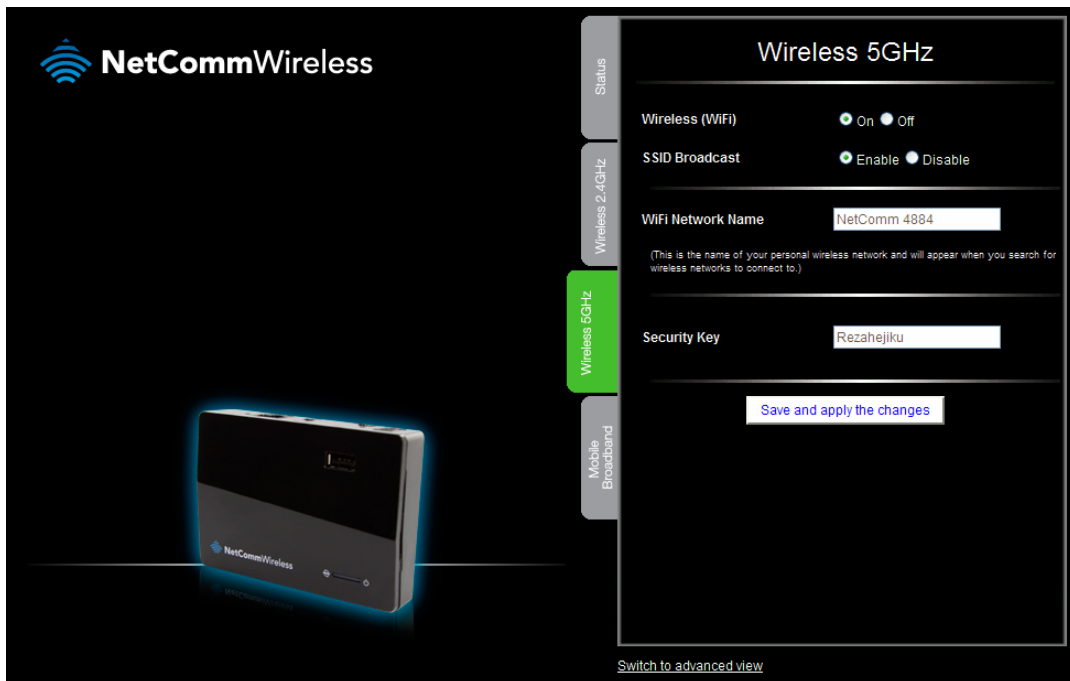 NetCommWireless
Status
Wireless 2.4GHz
Wireless 5GHz
Mobile
Broadband
Wireless 5GHz
Wireless (WiFi)
On Off
SSID Broadcast
Enable Disable
WiFi Network Name
NetComm 4884
(This is the name of your personal wireless network and will appear when you search for
wireless networks to connect to.)
Security Key
Rezahejiku
Save and apply the changes
NetCommWireless
Switch to advanced view